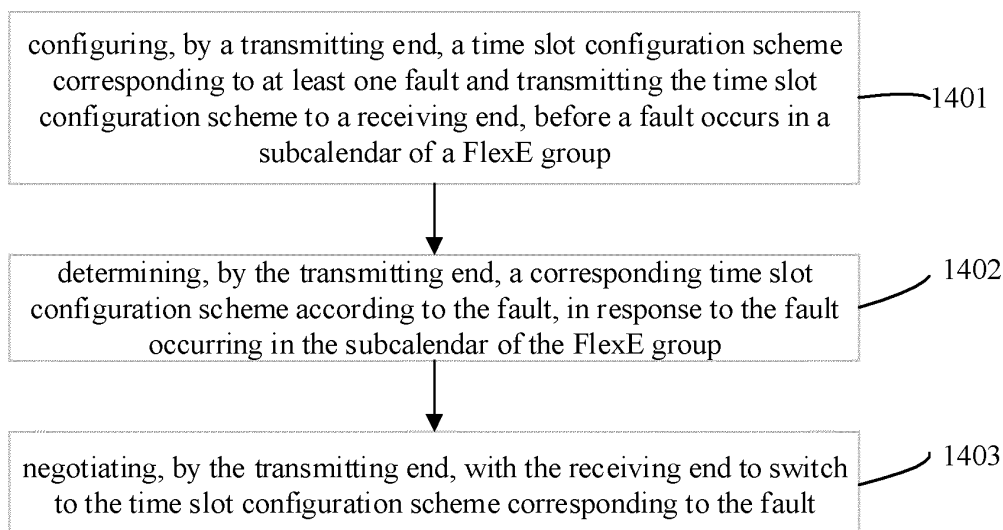 configuring, by a transmitting end, a time slot configuration scheme
corresponding to at least one fault and transmitting the time slot
configuration scheme to a receiving end, before a fault occurs in a
subcalendar of a FlexE group
1401
determining, by the transmitting end, a corresponding time slot
configuration scheme according to the fault, in response to the fault
occurring in the subcalendar of the FlexE group
1402
negotiating, by the transmitting end, with the receiving end to switch
to the time slot configuration scheme corresponding to the fault
1403